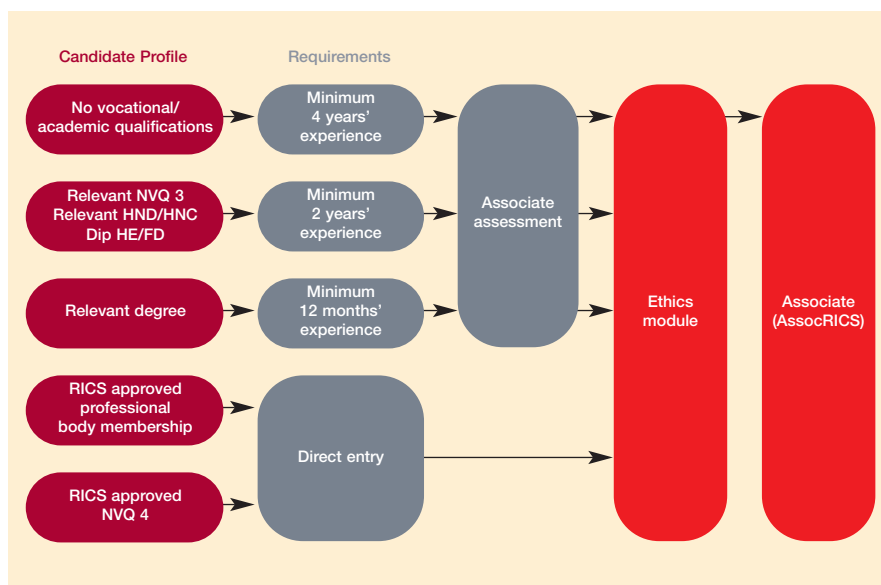 Candidate Profile
Requirements
No vocational/
academic qualifications
Minimum
4 years’
experience
Relevant NVQ 3
Relevant HND/HNC
Dip HE/FD
Minimum
2 years’
experience
Associate
assessment
Relevant degree
Minimum
12 months’
experience
Ethics
module
Associate
(AssocRICS)
RICS approved
professional
body membership
Direct entry
RICS approved
NVQ 4